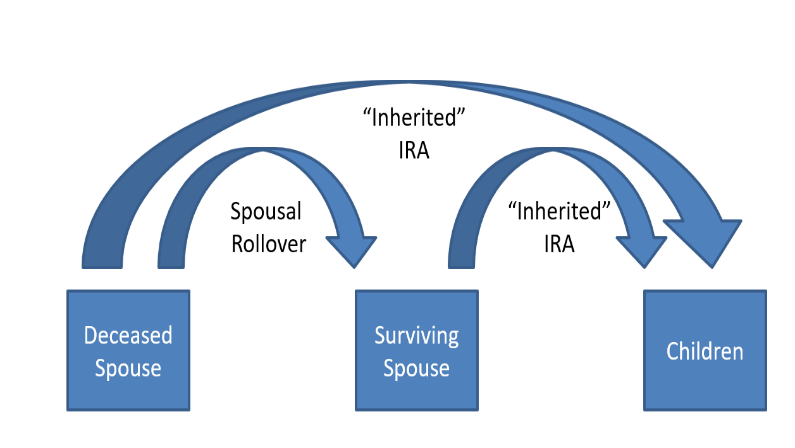 “Inherited”
IRA
Spousal
Rollover
“Inherited”
IRA
Deceased
Spouse
Surviving
Spouse
Children